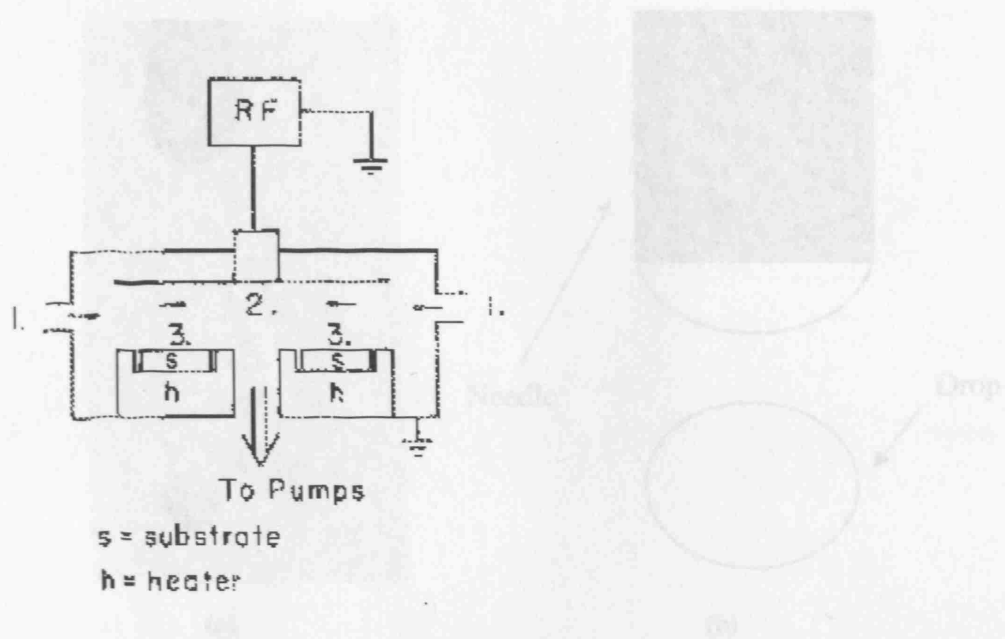 RF
1.
2.
1.
3.
3.
s
s
h
h
Needle
Drop
To Pumps
s = substrate
h = heater
(a)
(b)